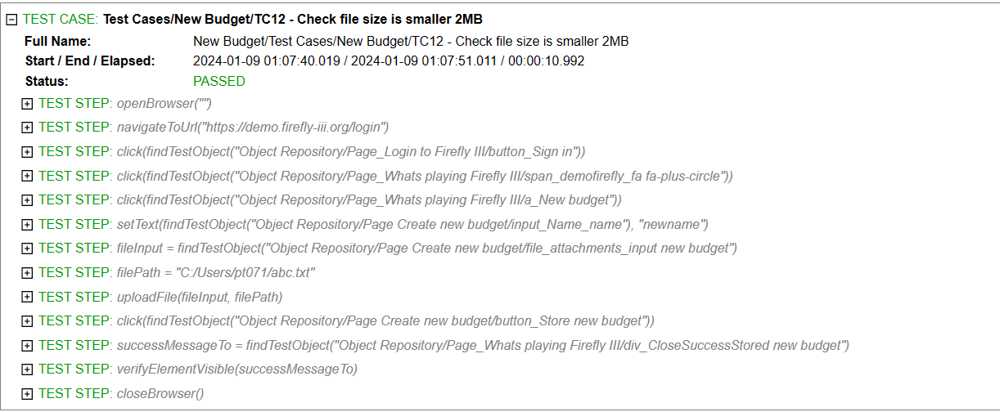 TEST CASE: Test Cases/New Budget/TC12 - Check file size is smaller 2MB
Full Name: New Budget/Test Cases/New Budget/TC12 - Check file size is smaller 2MB
Start / End / Elapsed: 2024-01-09 01:07:40.019 / 2024-01-09 01:07:51.011 / 00:00:10.992
Status: PASSED
TEST STEP: openBrowser("")
TEST STEP: navigateToUrl("https://demo.firefly-iii.org/login")
TEST STEP: click(findTestObject("Object Repository/Page_Login to Firefly III/button_Sign in"))
TEST STEP: click(findTestObject("Object Repository/Page_Whats playing Firefly III/span_demofirefly_fa fa-plus-circle"))
TEST STEP: click(findTestObject("Object Repository/Page_Whats playing Firefly III/a_New budget"))
TEST STEP: setText(findTestObject("Object Repository/Page Create new budget/input_Name_name"), "newname")
TEST STEP: fileInput = findTestObject("Object Repository/Page Create new budget/file_attachments_input new budget")
TEST STEP: filePath = "C:/Users/pt071/abc.txt"
TEST STEP: uploadFile(fileInput, filePath)
TEST STEP: click(findTestObject("Object Repository/Page Create new budget/button_Store new budget"))
TEST STEP: successMessageTo = findTestObject("Object Repository/Page_Whats playing Firefly III/div_CloseSuccessStored new budget")
TEST STEP: verifyElementVisible(successMessageTo)
TEST STEP: closeBrowser()